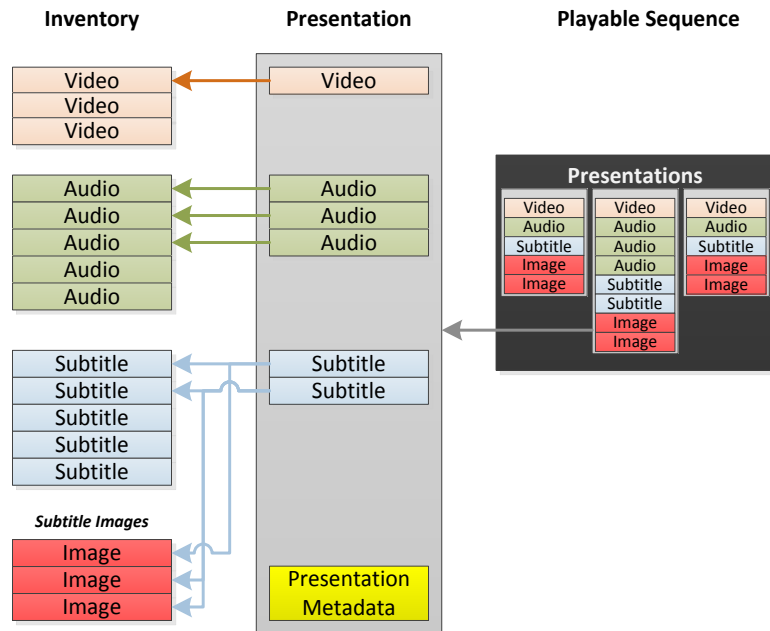 Inventory
Presentation
Playable Sequence
Video
Video
Video
Video
Audio
Audio
Audio
Audio
Audio
Audio
Audio
Audio
Presentations
Video
Audio
Subtitle
Image
Image
Video
Audio
Audio
Audio
Subtitle
Subtitle
Image
Image
Video
Audio
Subtitle
Image
Image
Subtitle
Subtitle
Subtitle
Subtitle
Subtitle
Subtitle
Subtitle
Subtitle Images
Image
Image
Image
Presentation
Metadata